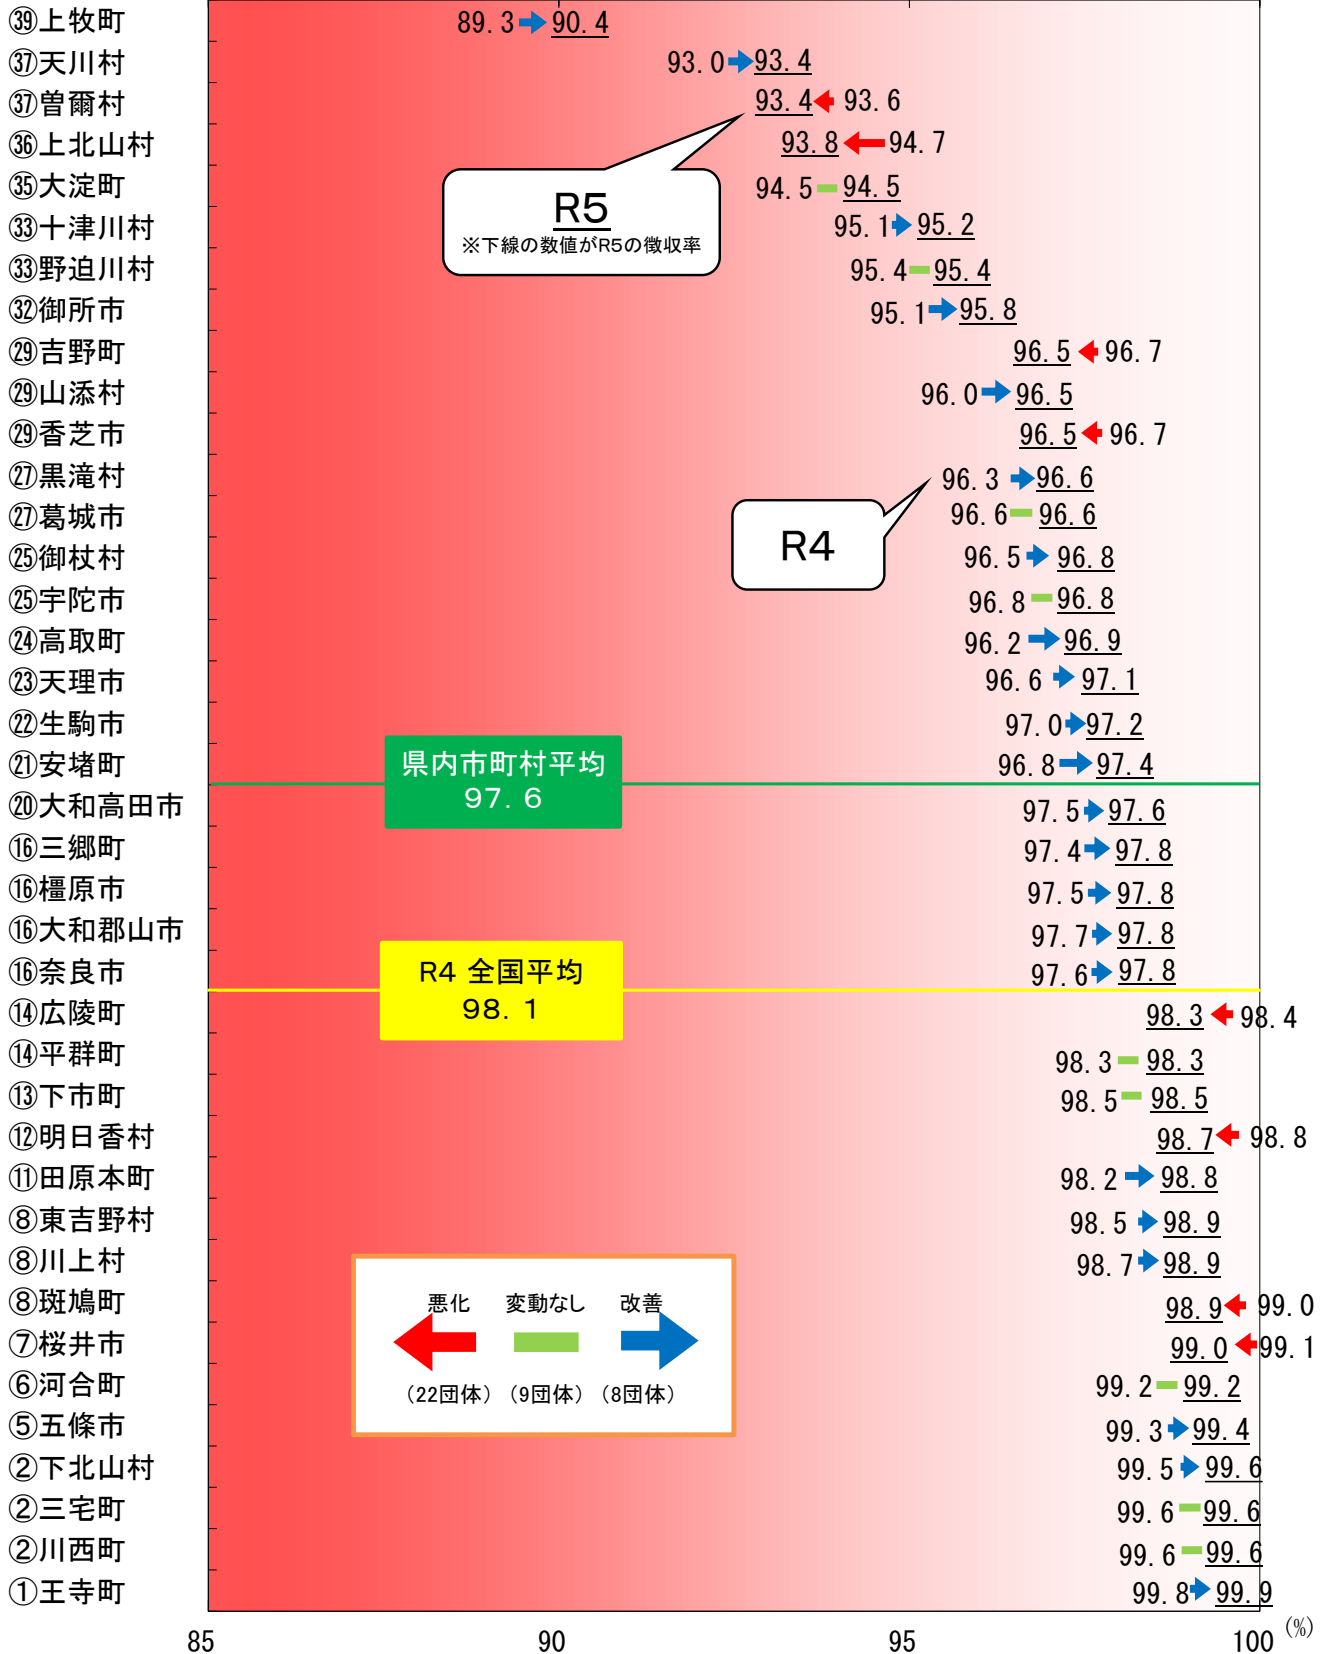 ㊴上牧町 89.3 90.4
㊲天川村 93.0 93.4
㊲曽爾村 93.4 93.6
㊱上北山村 93.8 94.7
㉟大淀町 94.5 94.5
R5
※下線の数値がR5の徴収率
㉝十津川村 95.1 95.2
㉝野迫川村 95.4 95.4
㉜御所市 95.1 95.8
㉙吉野町 96.5 96.7
㉙山添村 96.0 96.5
㉙香芝市 96.5 96.7
㉗黒滝村 96.3 96.6
㉗葛城市 96.6 96.6
R4
㉕御杖村 96.5 96.8
㉕宇陀市 96.8 96.8
㉔高取町 96.2 96.9
㉓天理市 96.6 97.1
㉒生駒市 97.0 97.2
㉑安堵町 96.8 97.4
県内市町村平均
97.6
⑳大和高田市 97.5 97.6
⑯三郷町 97.4 97.8
⑯橿原市 97.5 97.8
⑯大和郡山市 97.7 97.8
⑯奈良市 97.6 97.8
R4 全国平均
98.1
⑭広陵町 98.3 98.4
⑭平群町 98.3 98.3
⑬下市町 98.5 98.5
⑫明日香村 98.7 98.8
⑪田原本町 98.2 98.8
⑧東吉野村 98.5 98.9
⑧川上村 98.7 98.9
⑧斑鳩町 98.9 99.0
⑦桜井市 99.0 99.1
⑥河合町 99.2 99.2
⑤五條市 99.3 99.4
②下北山村 99.5 99.6
②三宅町 99.6 99.6
②川西町 99.6 99.6
①王寺町 99.8 99.9
悪化 変動なし 改善
（22団体） （9団体） （8団体）
85 90 95 100 (%)